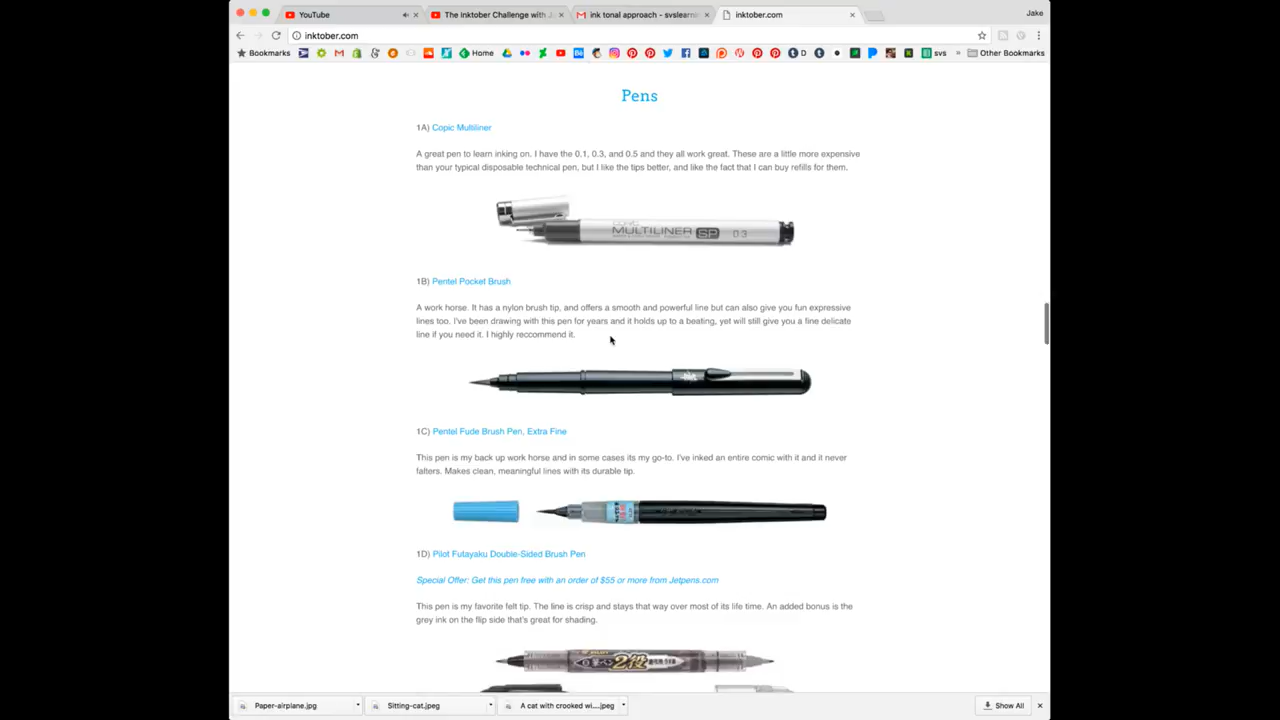 YouTube
The Inktober Challenge with J
ink tonal approach - svslearni
inktober.com
Jake
inktober.com
Bookmarks
Home
D
svs
»
Other Bookmarks
Pens
1A) Copic Multiliner
A great pen to learn inking on. I have the 0.1, 0.3, and 0.5 and they all work great. These are a little more expensive
than your typical disposable technical pen, but I like the tips better, and like the fact that I can buy refills for them.
COPIC
MULTILINER SP 0.3
1B) Pentel Pocket Brush
A work horse. It has a nylon brush tip, and offers a smooth and powerful line but can also give you fun expressive
lines too. I've been drawing with this pen for years and it holds up to a beating, yet will still give you a fine delicate
line if you need it. I highly reccommend it.
1C) Pentel Fude Brush Pen, Extra Fine
This pen is my back up work horse and in some cases its my go-to. I've inked an entire comic with it and it never
falters. Makes clean, meaningful lines with its durable tip.
1D) Pilot Futayaku Double-Sided Brush Pen
Special Offer: Get this pen free with an order of $55 or more from Jetpens.com
This pen is my favorite felt tip. The line is crisp and stays that way over most of its life time. An added bonus is the
grey ink on the flip side that's great for shading.
Paper-airplane.jpg
Sitting-cat.jpeg
A cat with crooked wi....jpeg
Show All